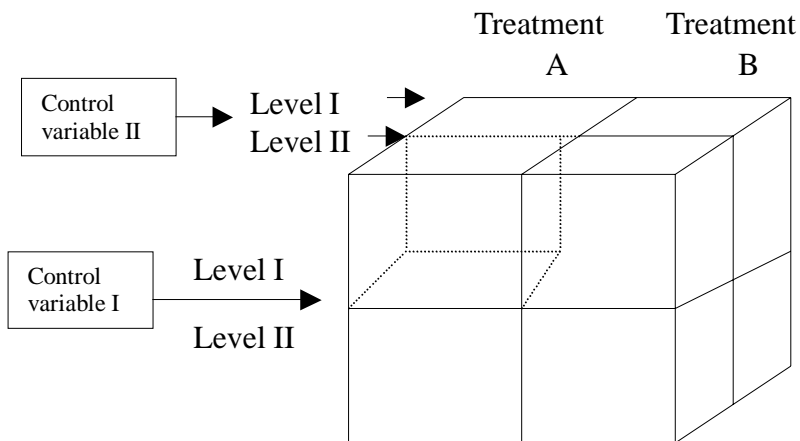 Treatment
A
Treatment
B
Control
variable II
Level I
Level II
Control
variable I
Level I
Level II